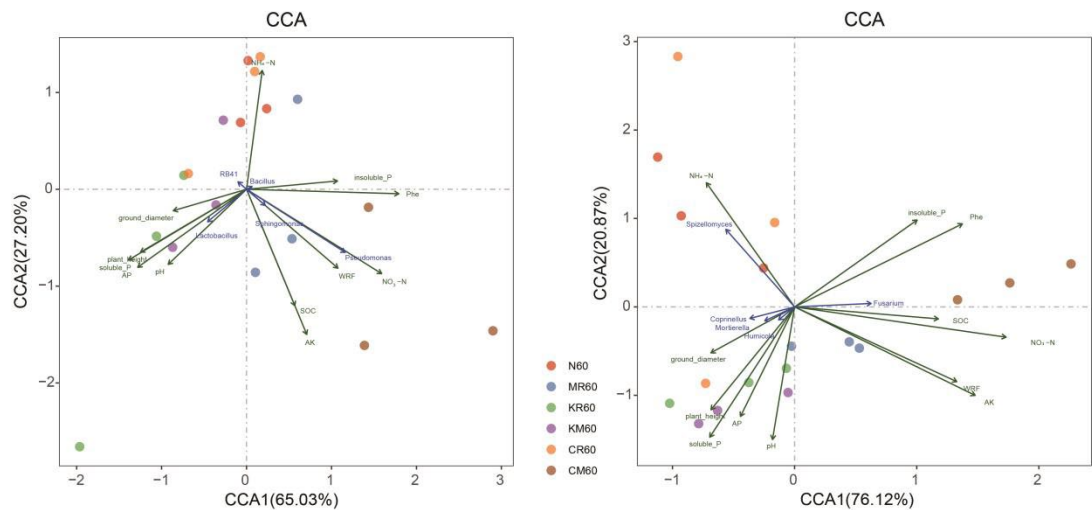 CCA
1
0
−1
−2
CCA2(27.20%)
NH₄−N
RB41
Bacillus
insoluble_P
Phe
ground_diameter
Sphingomonas
Lactobacillus
plant_height
soluble_P
AP
pH
Pseudomonas
WRF
NO₃−N
SOC
AK
−2
−1
0
1
2
3
CCA1(65.03%)
N60
MR60
KR60
KM60
CR60
CM60
CCA
3
2
1
0
−1
CCA2(20.87%)
NH₄−N
Spizellomyces
insoluble_P
Phe
Fusarium
Coprinellus
Mortierella
Humicola
SOC
NO₃−N
ground_diameter
WRF
AK
plant_height
AP
soluble_P
pH
−1
0
1
2
CCA1(76.12%)